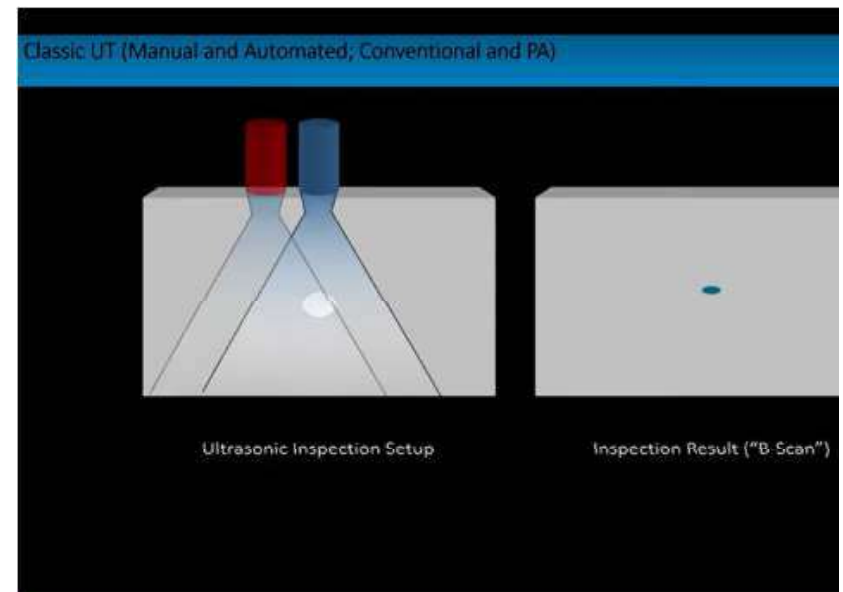 Classic UT (Manual and Automated; Conventional and PA)
Ultrasonic Inspection Setup
Inspection Result ("B-Scan")